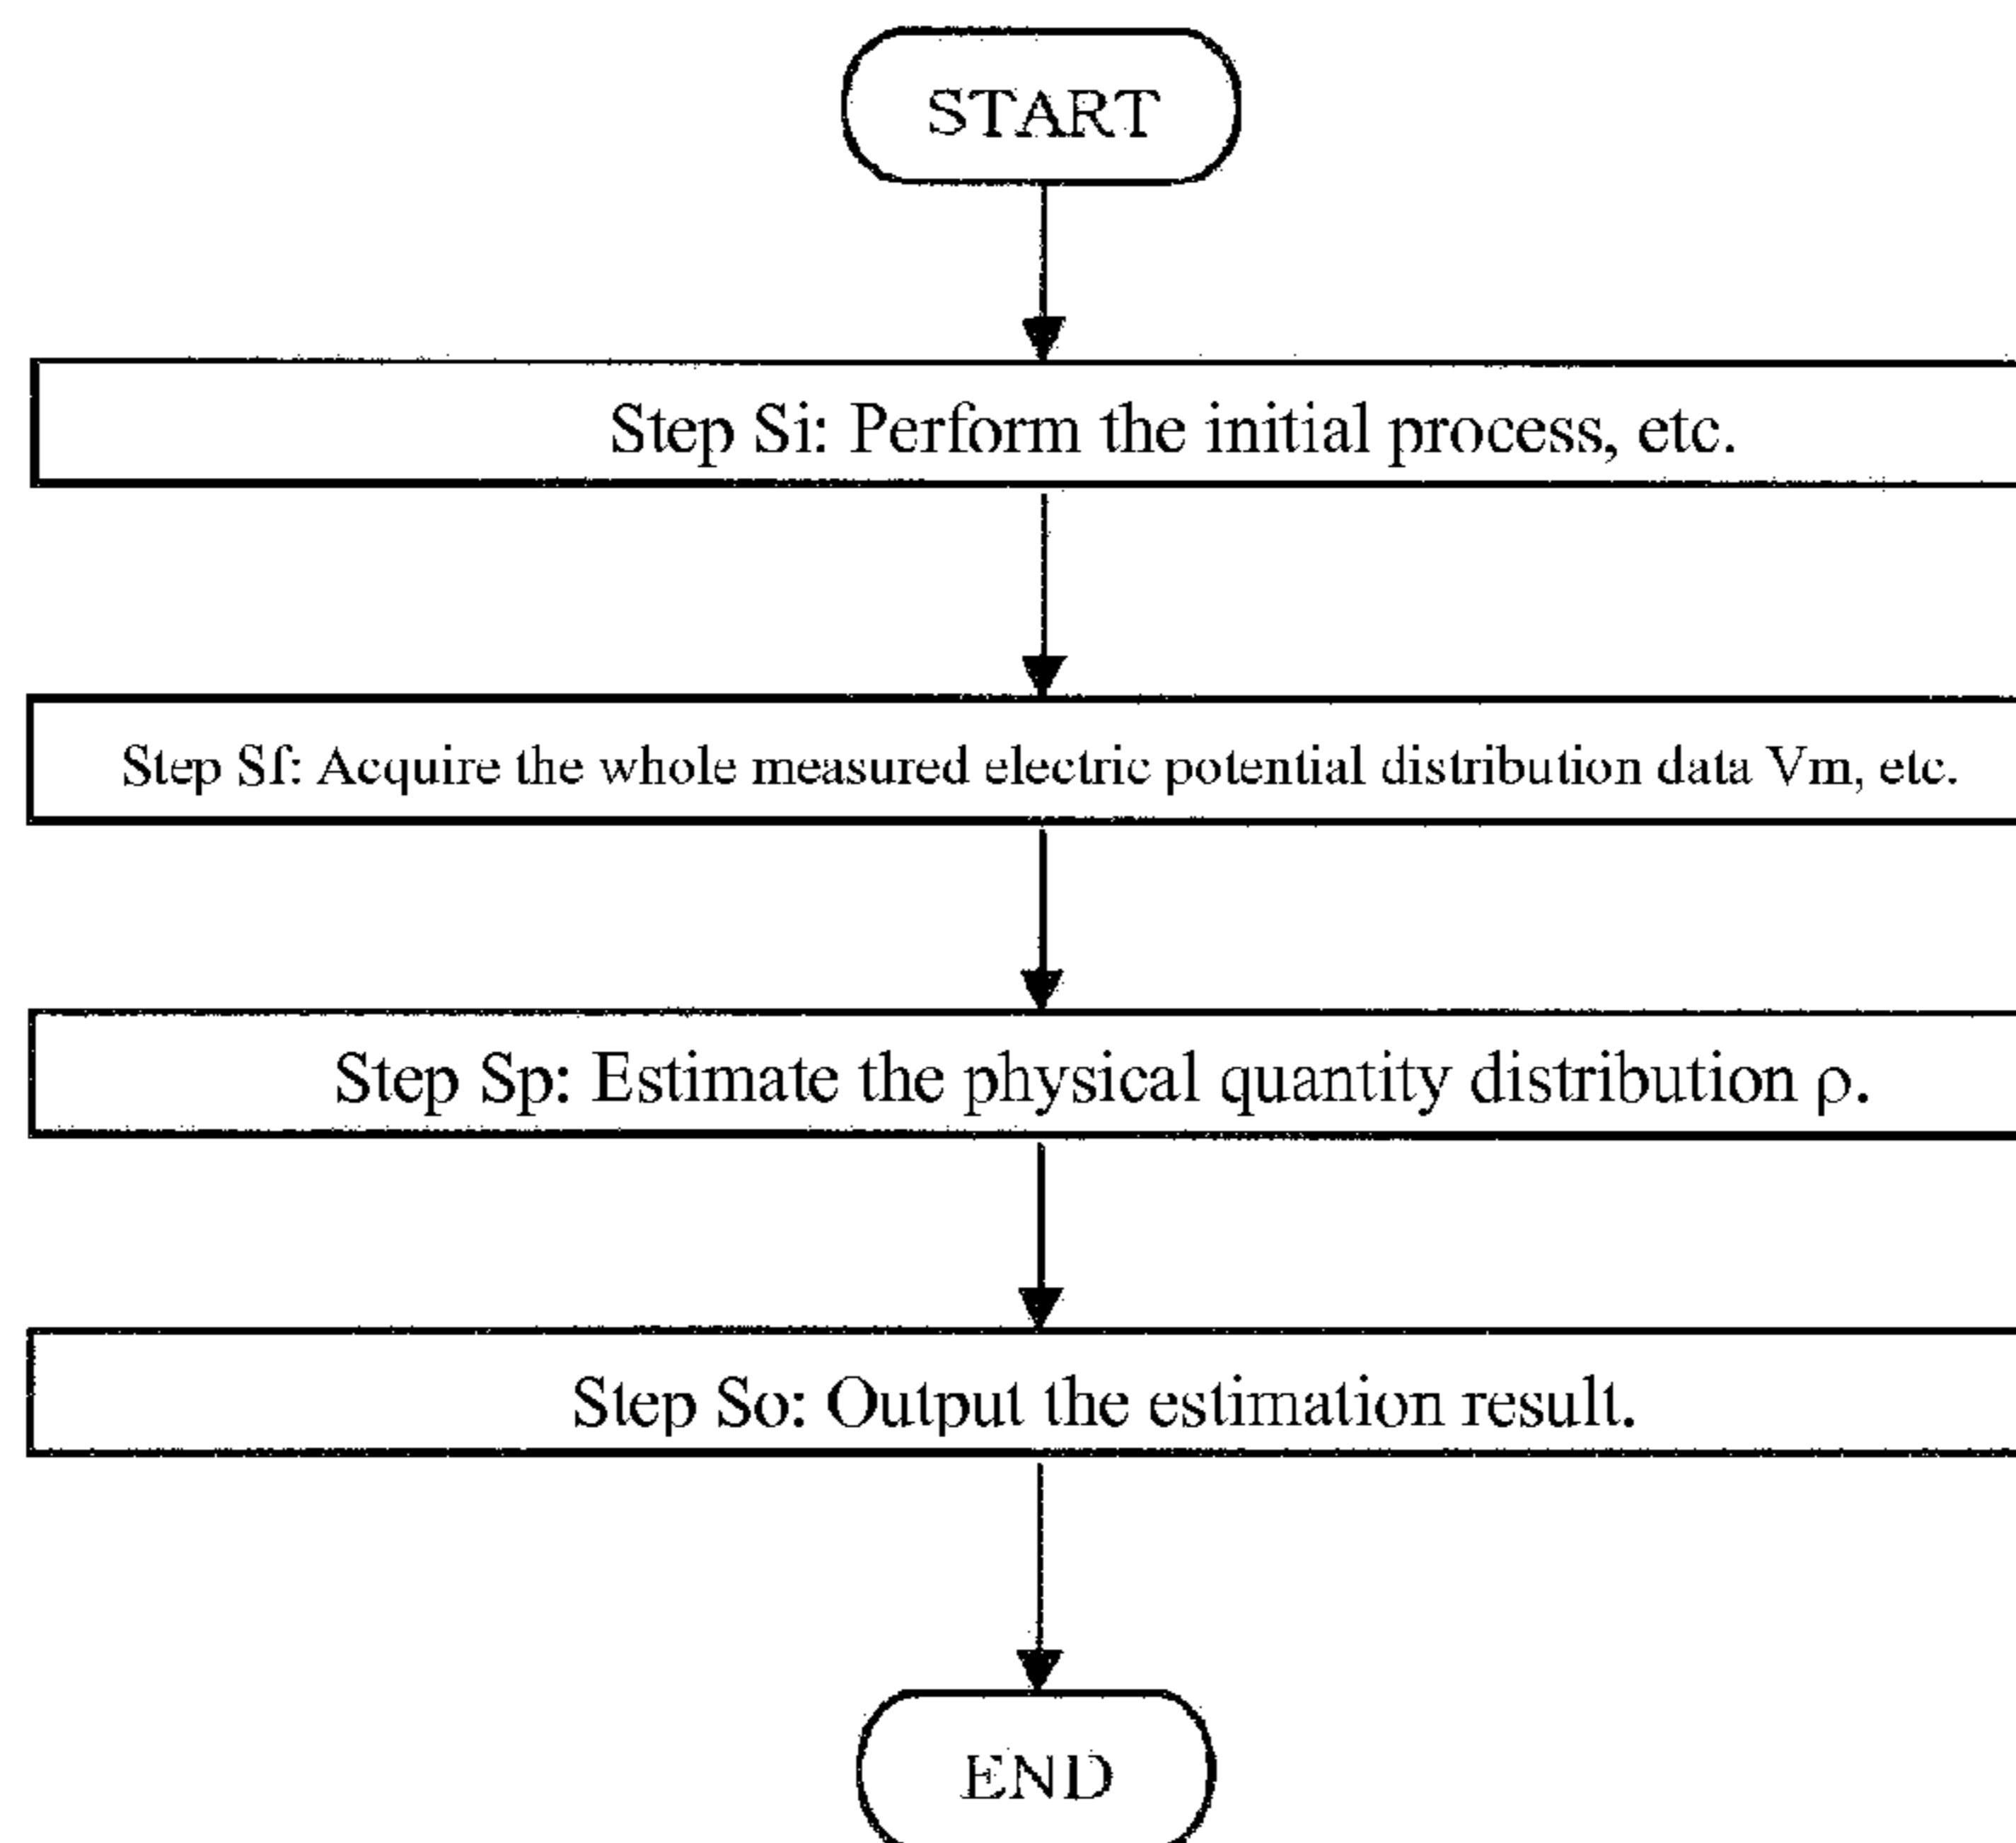 START
Step Si: Perform the initial process, etc.
Step Sf: Acquire the whole measured electric potential distribution data Vm, etc.
Step Sp: Estimate the physical quantity distribution ρ.
Step So: Output the estimation result.
END